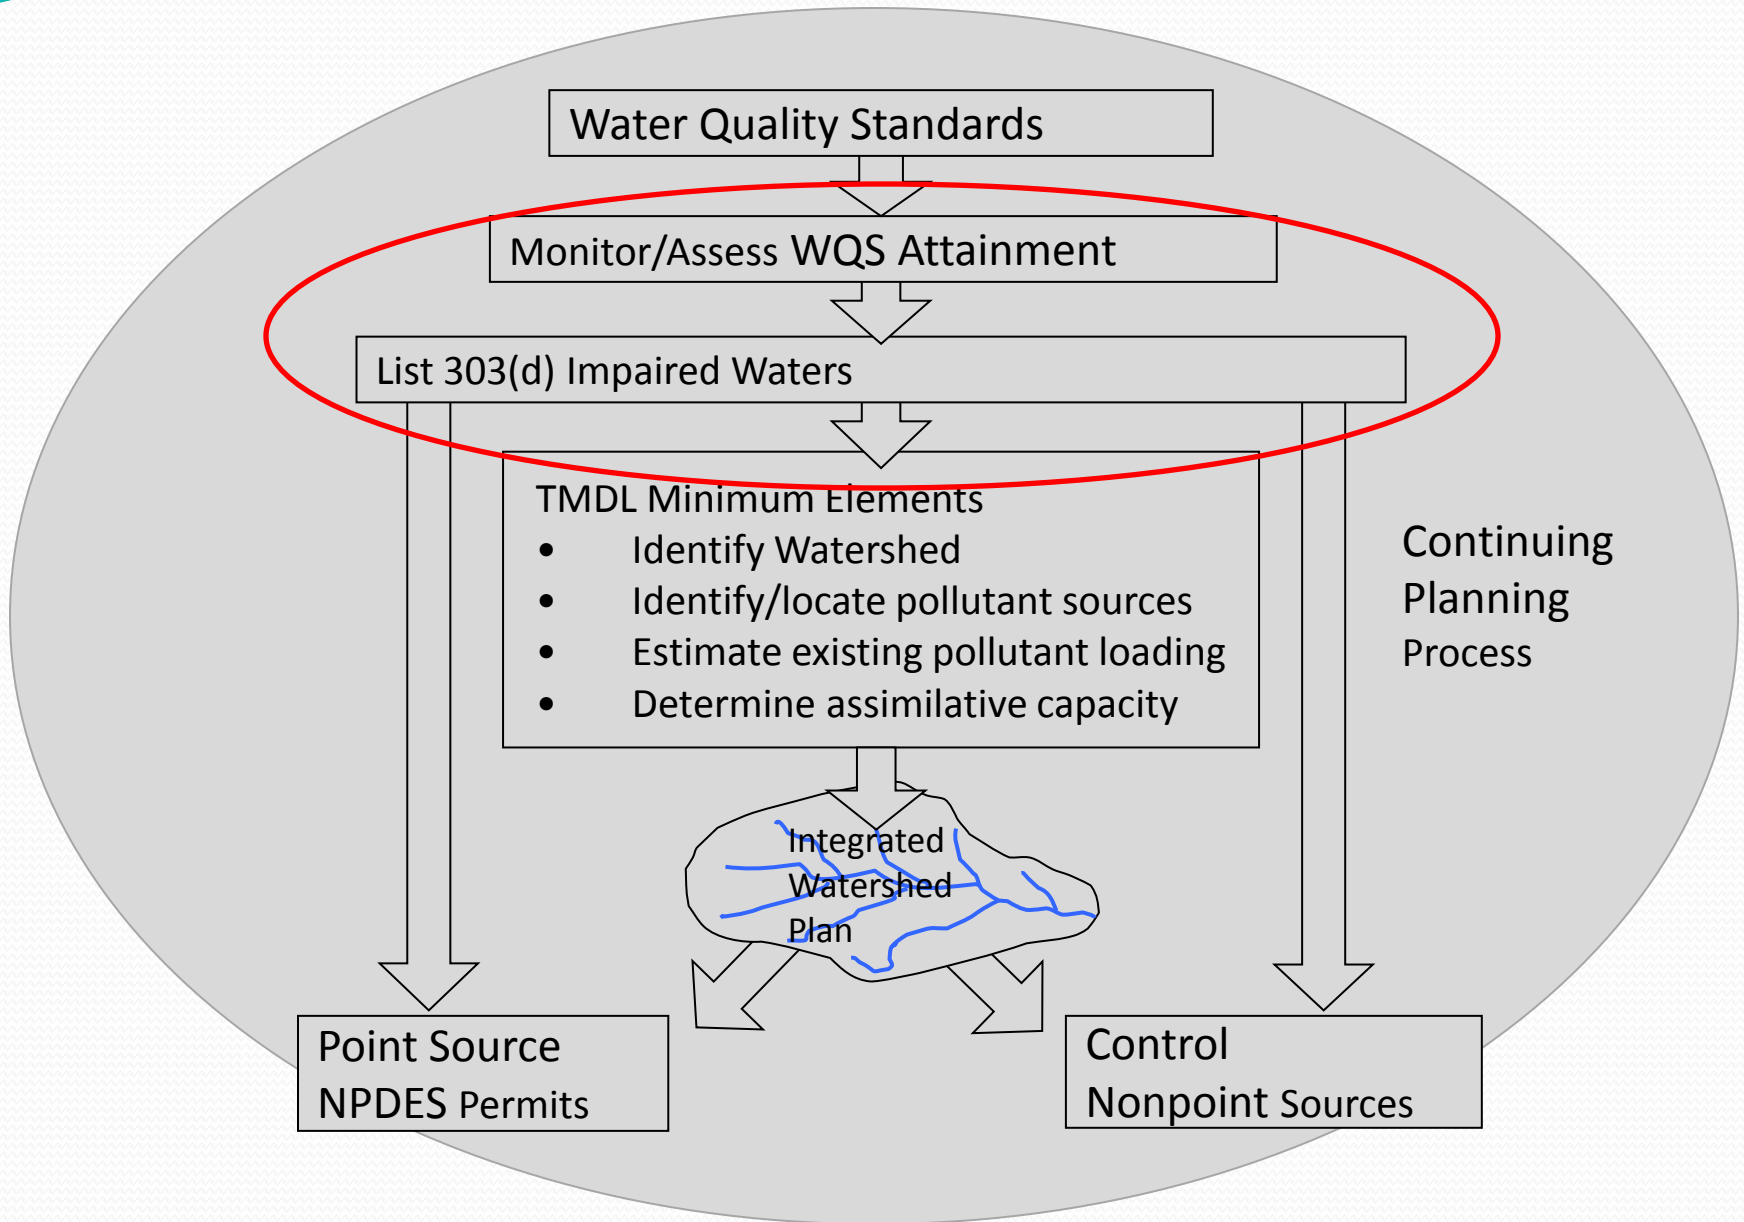 Water Quality Standards
Monitor/Assess WQS Attainment
List 303(d) Impaired Waters
TMDL Minimum Elements
• Identify Watershed
• Identify/locate pollutant sources
• Estimate existing pollutant loading
• Determine assimilative capacity
Continuing
Planning
Process
Integrated
Watershed
Plan
Point Source
NPDES Permits
Control
Nonpoint Sources